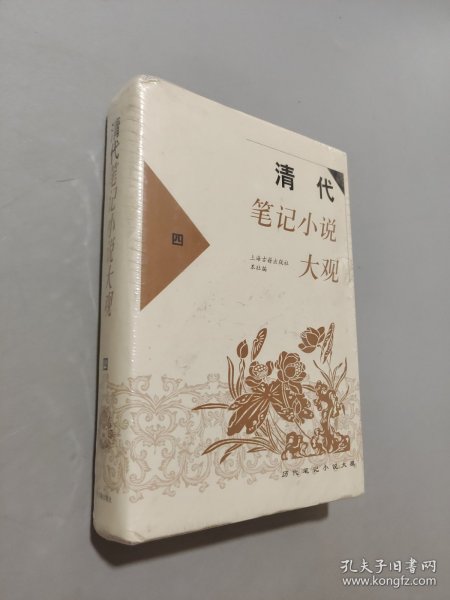 清代
笔记小说
大观
上海古籍出版社
本社编
四
历代笔记小说大观
清代笔记小说大观
四
孔夫子旧书网
www.kongfz.com